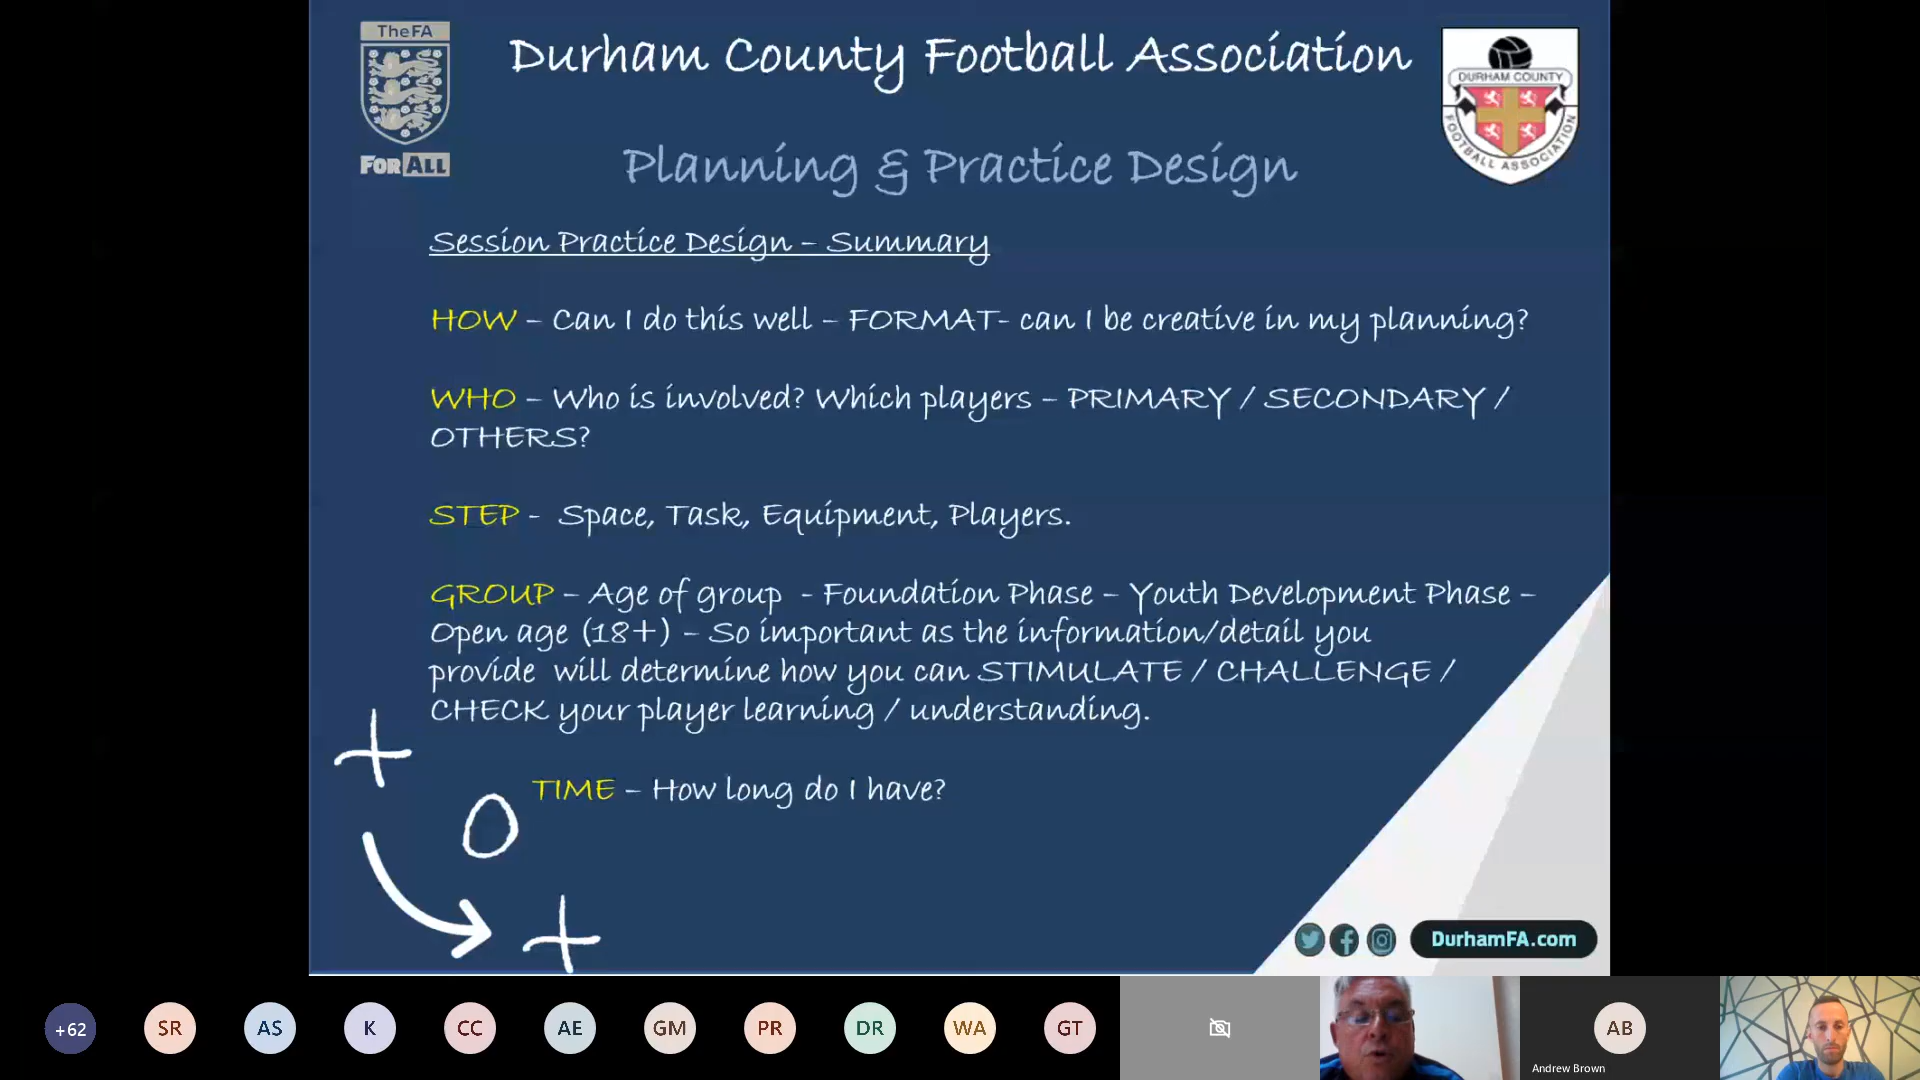 The FA
FOR ALL
Durham County Football Association
DURHAM COUNTY
FOOTBALL ASSOCIATION
Planning & Practice Design
Session Practice Design – Summary
HOW – Can I do this well – FORMAT- can I be creative in my planning?
WHO – Who is involved? Which players – PRIMARY / SECONDARY /
OTHERS?
STEP - Space, Task, Equipment, Players.
GROUP – Age of group - Foundation Phase – Youth Development Phase –
Open age (18+) – So important as the information/detail you
provide will determine how you can STIMULATE / CHALLENGE /
CHECK your player learning / understanding.
TIME – How long do I have?
DurhamFA.com
+62 SR AS K CC AE GM PR DR WA GT AB
Andrew Brown